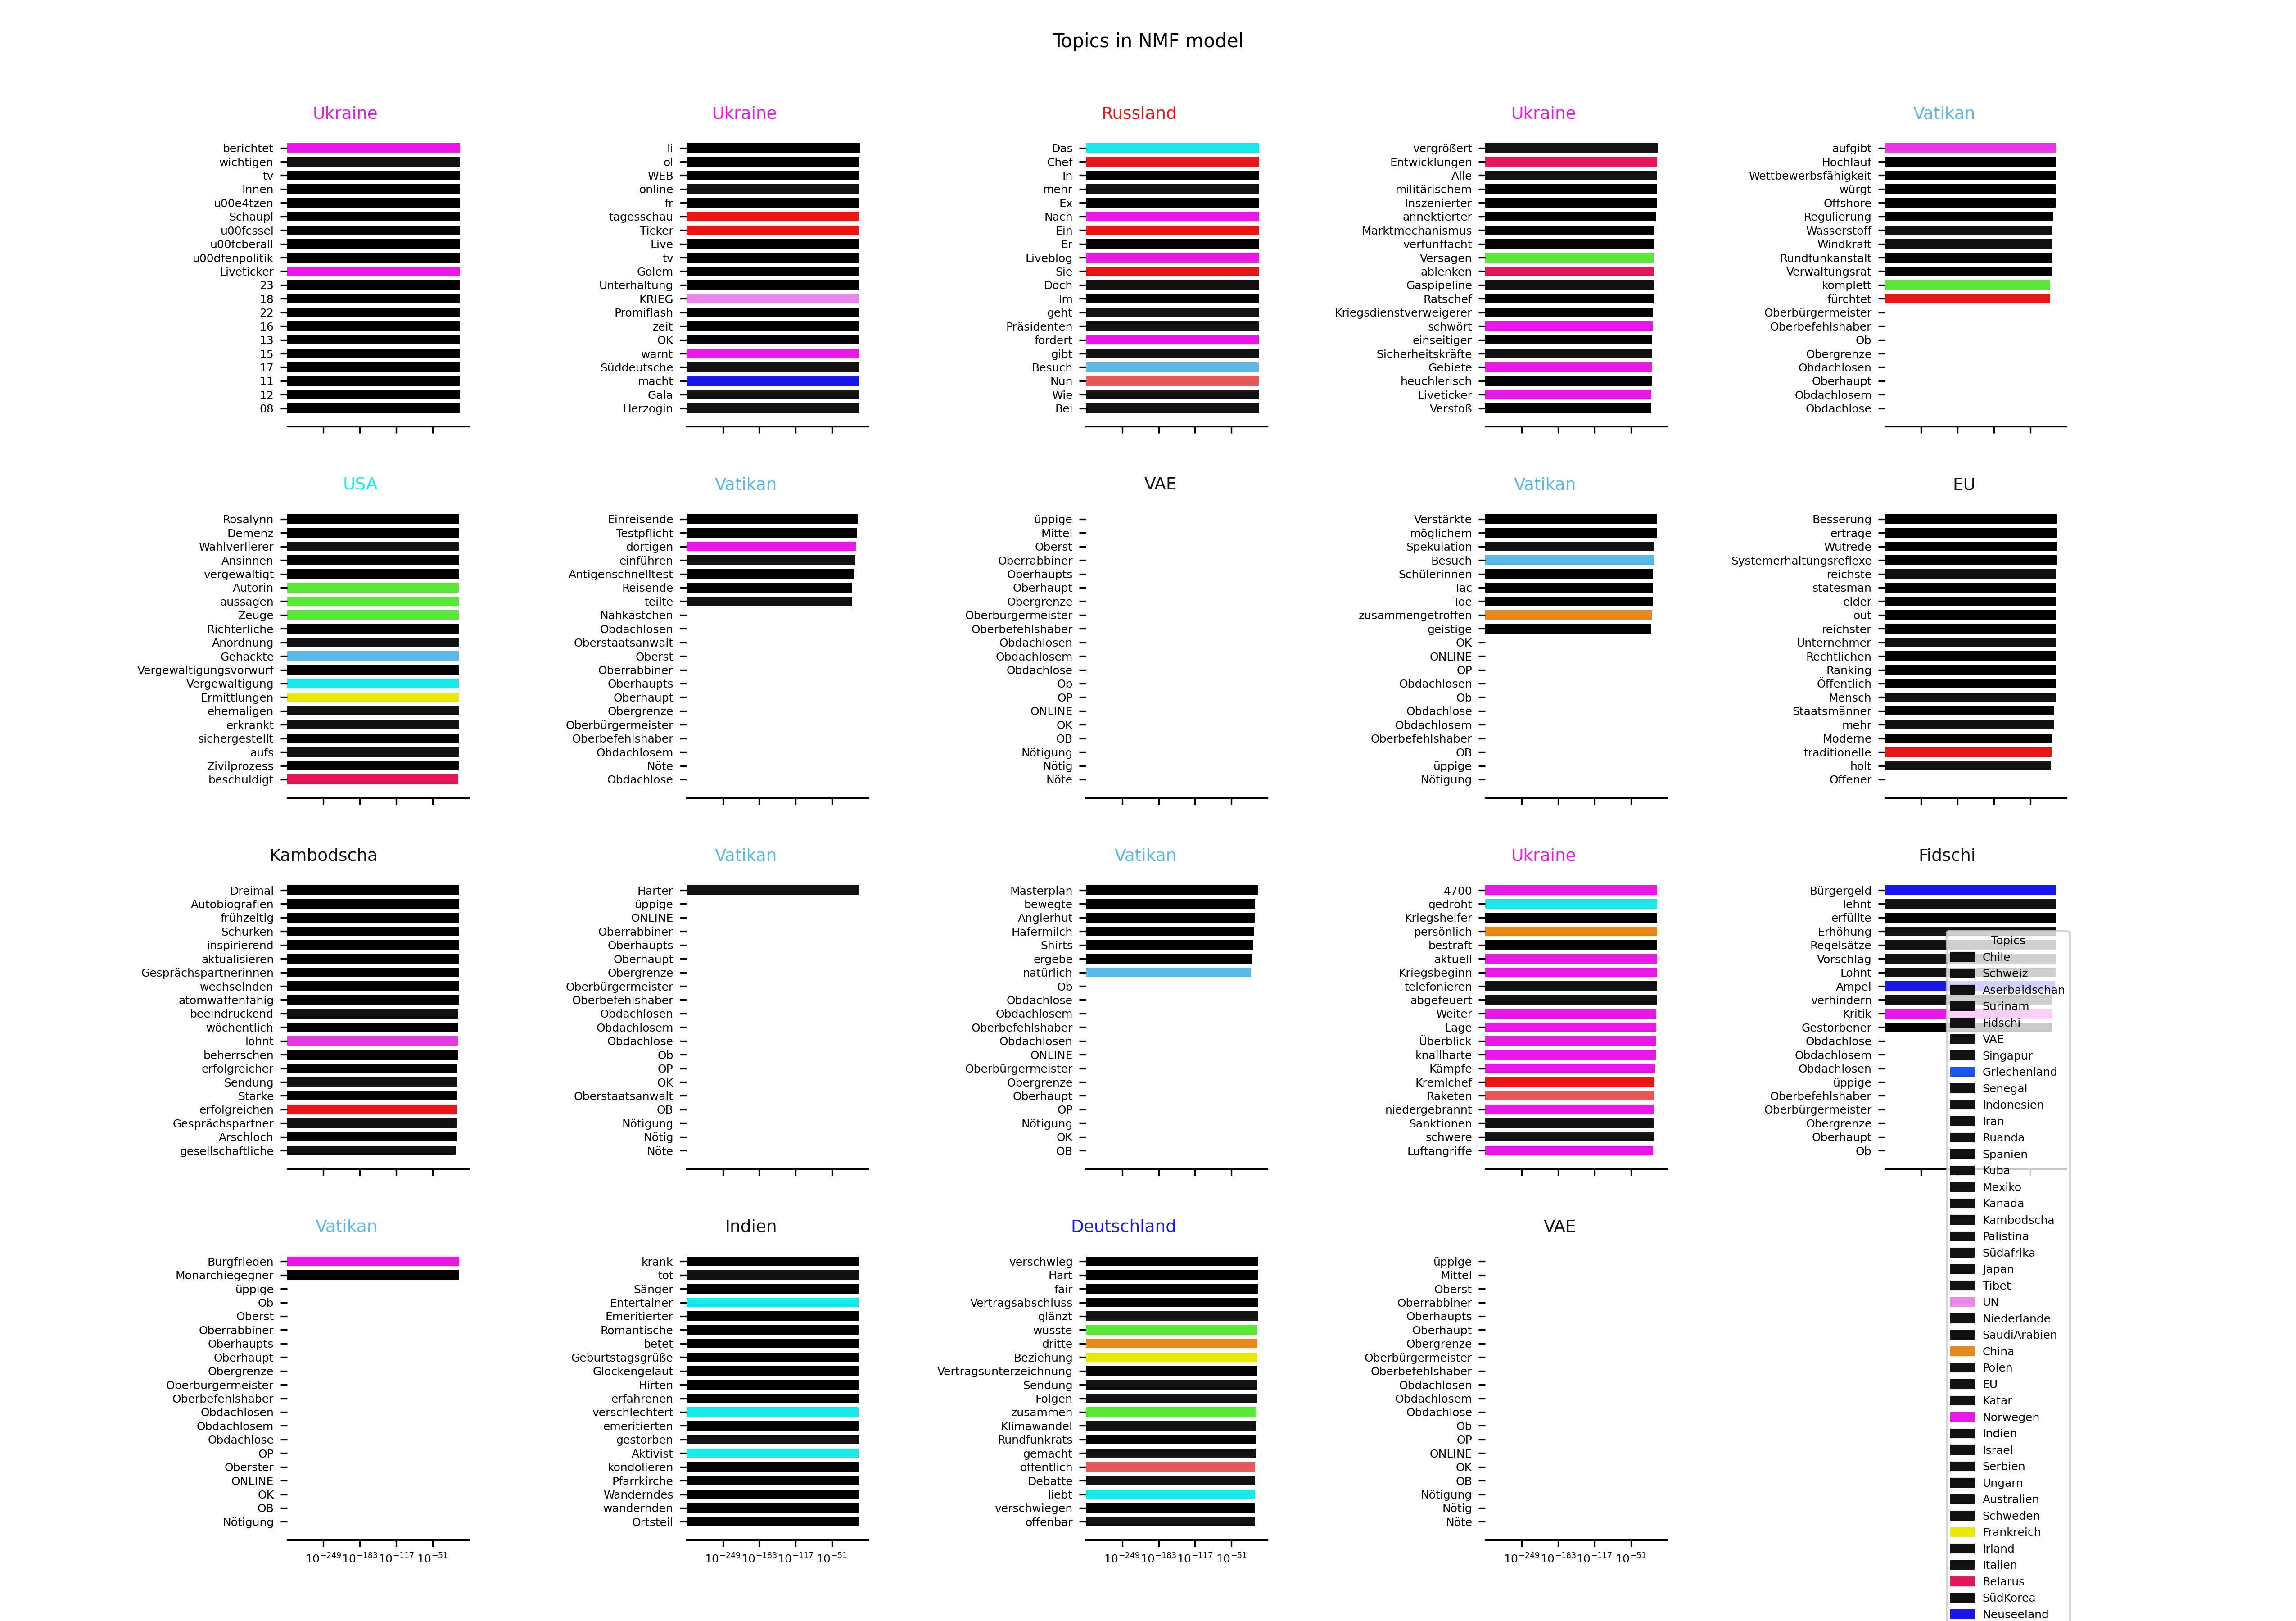 Topics in NMF model
Ukraine
berichtet
wichtigen
tv
Innen
u00e4tzen
Schaupl
u00fcssel
u00fcberall
u00dfenpolitik
Liveticker
23
18
22
16
13
15
17
11
12
08
Ukraine
li
ol
WEB
online
fr
tagesschau
Ticker
Live
tv
Golem
Unterhaltung
KRIEG
Promiflash
zeit
OK
warnt
Süddeutsche
macht
Gala
Herzogin
Russland
Das
Chef
In
mehr
Ex
Nach
Ein
Er
Liveblog
Sie
Doch
Im
geht
Präsidenten
fordert
gibt
Besuch
Nun
Wie
Bei
Ukraine
vergrößert
Entwicklungen
Alle
militärischem
Inszenierter
annektierter
Marktmechanismus
verfünffacht
Versagen
ablenken
Gaspipeline
Ratschef
Kriegsdienstverweigerer
schwört
einseitiger
Sicherheitskräfte
Gebiete
heuchlerisch
Liveticker
Verstoß
Vatikan
aufgibt
Hochlauf
Wettbewerbsfähigkeit
würgt
Offshore
Regulierung
Wasserstoff
Windkraft
Rundfunkanstalt
Verwaltungsrat
komplett
fürchtet
Oberbürgermeister
Oberbefehlshaber
Ob
Obergrenze
Obdachlosen
Oberhaupt
Obdachlosem
Obdachlose
USA
Rosalynn
Demenz
Wahlverlierer
Ansinnen
vergewaltigt
Autorin
aussagen
Zeuge
Richterliche
Anordnung
Gehackte
Vergewaltigungsvorwurf
Vergewaltigung
Ermittlungen
ehemaligen
erkrankt
sichergestellt
aufs
Zivilprozess
beschuldigt
Vatikan
Einreisende
Testpflicht
dortigen
einführen
Antigenschnelltest
Reisende
teilte
Nähkästchen
Obdachlosen
Oberstaatsanwalt
Oberst
Oberrabbiner
Oberhaupts
Oberhaupt
Obergrenze
Oberbürgermeister
Oberbefehlshaber
Obdachlosem
Nöte
Obdachlose
VAE
üppige
Mittel
Oberst
Oberrabbiner
Oberhaupts
Oberhaupt
Obergrenze
Oberbürgermeister
Oberbefehlshaber
Obdachlosen
Obdachlosem
Obdachlose
Ob
OP
ONLINE
OK
OB
Nötigung
Nötig
Nöte
Vatikan
Verstärkte
möglichem
Spekulation
Besuch
Schülerinnen
Tac
Toe
zusammengetroffen
geistige
OK
ONLINE
OP
Obdachlosen
Ob
Obdachlose
Obdachlosem
Oberbefehlshaber
OB
üppige
Nötigung
EU
Besserung
ertrage
Wutrede
Systemerhaltungsreflexe
reichste
statesman
elder
out
reichster
Unternehmer
Rechtlichen
Ranking
Öffentlich
Mensch
Staatsmänner
mehr
Moderne
traditionelle
holt
Offener
Kambodscha
Dreimal
Autobiografien
frühzeitig
Schurken
inspirierend
aktualisieren
Gesprächspartnerinnen
wechselnden
atomwaffenfähig
beeindruckend
wöchentlich
lohnt
beherrschen
erfolgreicher
Sendung
Starke
erfolgreichen
Gesprächspartner
Arschloch
gesellschaftliche
Vatikan
Harter
üppige
ONLINE
Oberrabbiner
Oberhaupts
Oberhaupt
Obergrenze
Oberbürgermeister
Oberbefehlshaber
Obdachlosen
Obdachlosem
Obdachlose
Ob
OP
OK
Oberstaatsanwalt
OB
Nötigung
Nötig
Nöte
Vatikan
Masterplan
bewegte
Anglerhut
Hafermilch
Shirts
ergebe
natürlich
Ob
Obdachlose
Obdachlosem
Oberbefehlshaber
Obdachlosen
ONLINE
Oberbürgermeister
Obergrenze
Oberhaupt
OP
Nötigung
OK
OB
Ukraine
4700
gedroht
Kriegshelfer
persönlich
bestraft
aktuell
Kriegsbeginn
telefonieren
abgefeuert
Weiter
Lage
Überblick
knallharte
Kämpfe
Kremlchef
Raketen
niedergebrannt
Sanktionen
schwere
Luftangriffe
Fidschi
Bürgergeld
lehnt
erfüllte
Erhöhung
Regelsätze
Vorschlag
Lohnt
Ampel
verhindern
Kritik
Gestorbener
Obdachlose
Obdachlosem
Obdachlosen
üppige
Oberbefehlshaber
Oberbürgermeister
Obergrenze
Oberhaupt
Ob
Vatikan
Burgfrieden
Monarchiegegner
üppige
Ob
Oberst
Oberrabbiner
Oberhaupts
Oberhaupt
Obergrenze
Oberbürgermeister
Oberbefehlshaber
Obdachlosen
Obdachlosem
Obdachlose
OP
Oberster
ONLINE
OK
OB
Nötigung
10⁻²⁴⁹ 10⁻¹⁸³ 10⁻¹¹⁷ 10⁻⁵¹
Indien
krank
tot
Sänger
Entertainer
Emeritierter
Romantische
betet
Geburtstagsgrüße
Glockengeläut
Hirten
erfahrenen
verschlechtert
emeritierten
gestorben
Aktivist
kondolieren
Pfarrkirche
Wanderndes
wandernden
Ortsteil
10⁻²⁴⁹ 10⁻¹⁸³ 10⁻¹¹⁷ 10⁻⁵¹
Deutschland
verschwieg
Hart
fair
Vertragsabschluss
glänzt
wusste
dritte
Beziehung
Vertragsunterzeichnung
Sendung
Folgen
zusammen
Klimawandel
Rundfunkrats
gemacht
öffentlich
Debatte
liebt
verschwiegen
offenbar
10⁻²⁴⁹ 10⁻¹⁸³ 10⁻¹¹⁷ 10⁻⁵¹
VAE
üppige
Mittel
Oberst
Oberrabbiner
Oberhaupts
Oberhaupt
Obergrenze
Oberbürgermeister
Oberbefehlshaber
Obdachlosen
Obdachlosem
Obdachlose
Ob
OP
ONLINE
OK
OB
Nötigung
Nötig
Nöte
10⁻²⁴⁹ 10⁻¹⁸³ 10⁻¹¹⁷ 10⁻⁵¹
Topics
Chile
Schweiz
Aserbaidschan
Surinam
Fidschi
VAE
Singapur
Griechenland
Senegal
Indonesien
Iran
Ruanda
Spanien
Kuba
Mexiko
Kanada
Kambodscha
Palistina
Südafrika
Japan
Tibet
UN
Niederlande
SaudiArabien
China
Polen
EU
Katar
Norwegen
Indien
Israel
Serbien
Ungarn
Australien
Schweden
Frankreich
Irland
Italien
Belarus
SüdKorea
Neuseeland